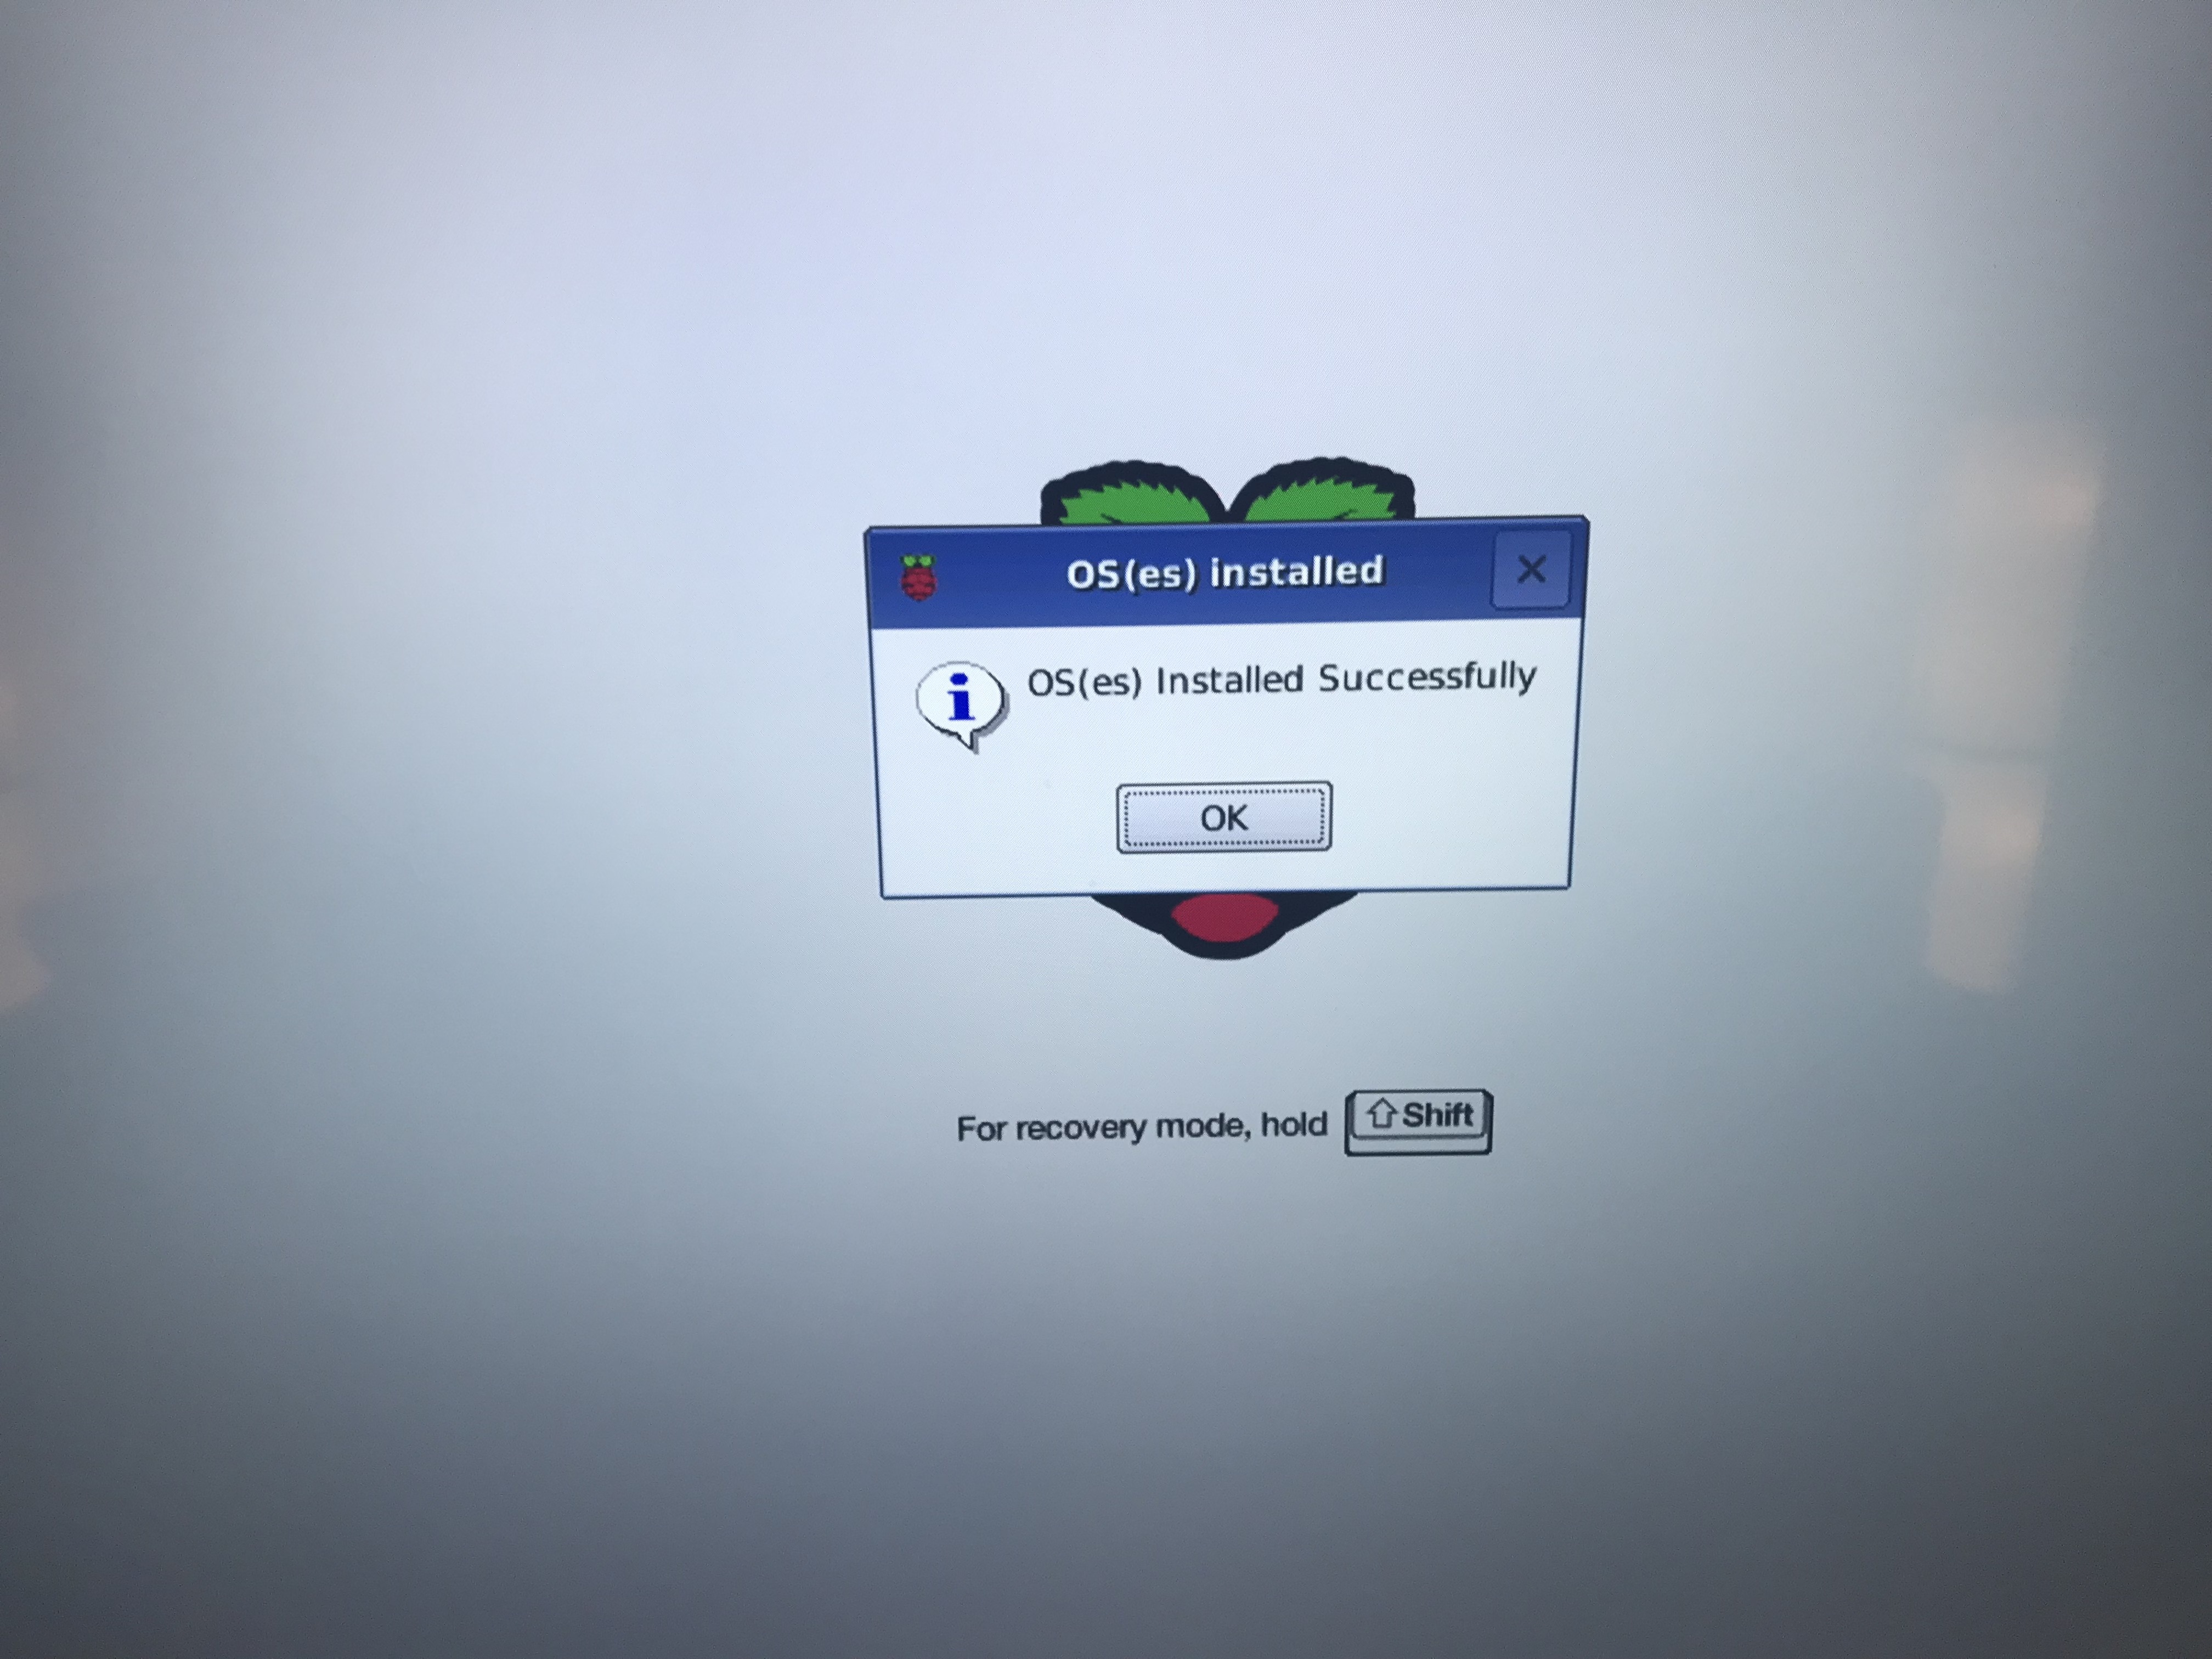 OS(es) installed
OS(es) Installed Successfully
OK
For recovery mode, hold Shift